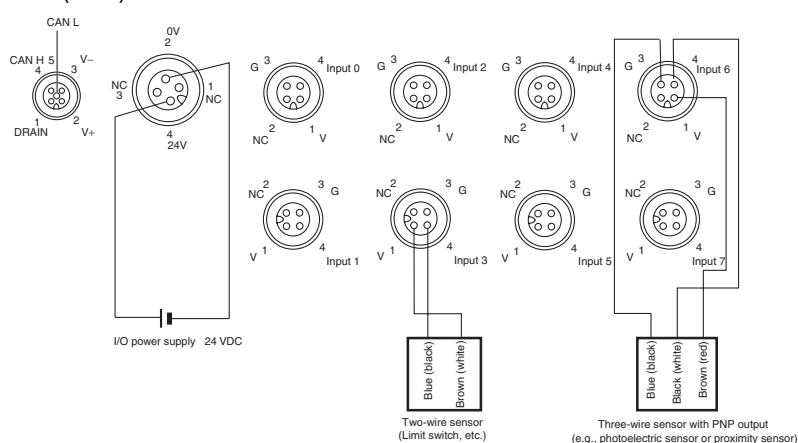 CAN L
CAN H 5 V–
4 3
1 2
DRAIN V+
0V
2
NC
3
1
NC
4
24V
I/O power supply 24 VDC
G 3 4 Input 0
2 1
NC V
G 3 4 Input 2
2 1
NC V
G 3 4 Input 4
2 1
NC V
G 3 4 Input 6
2 1
NC V
NC 2 3 G
V 1 4
Input 1
NC 2 3 G
V 1 4
Input 3
NC 2 3 G
V 1 4
Input 5
NC 2 3 G
V 1 4
Input 7
Blue (black)
Brown (white)
Two-wire sensor
(Limit switch, etc.)
Blue (black)
Black (white)
Brown (red)
Three-wire sensor with PNP output
(e.g., photoelectric sensor or proximity sensor)